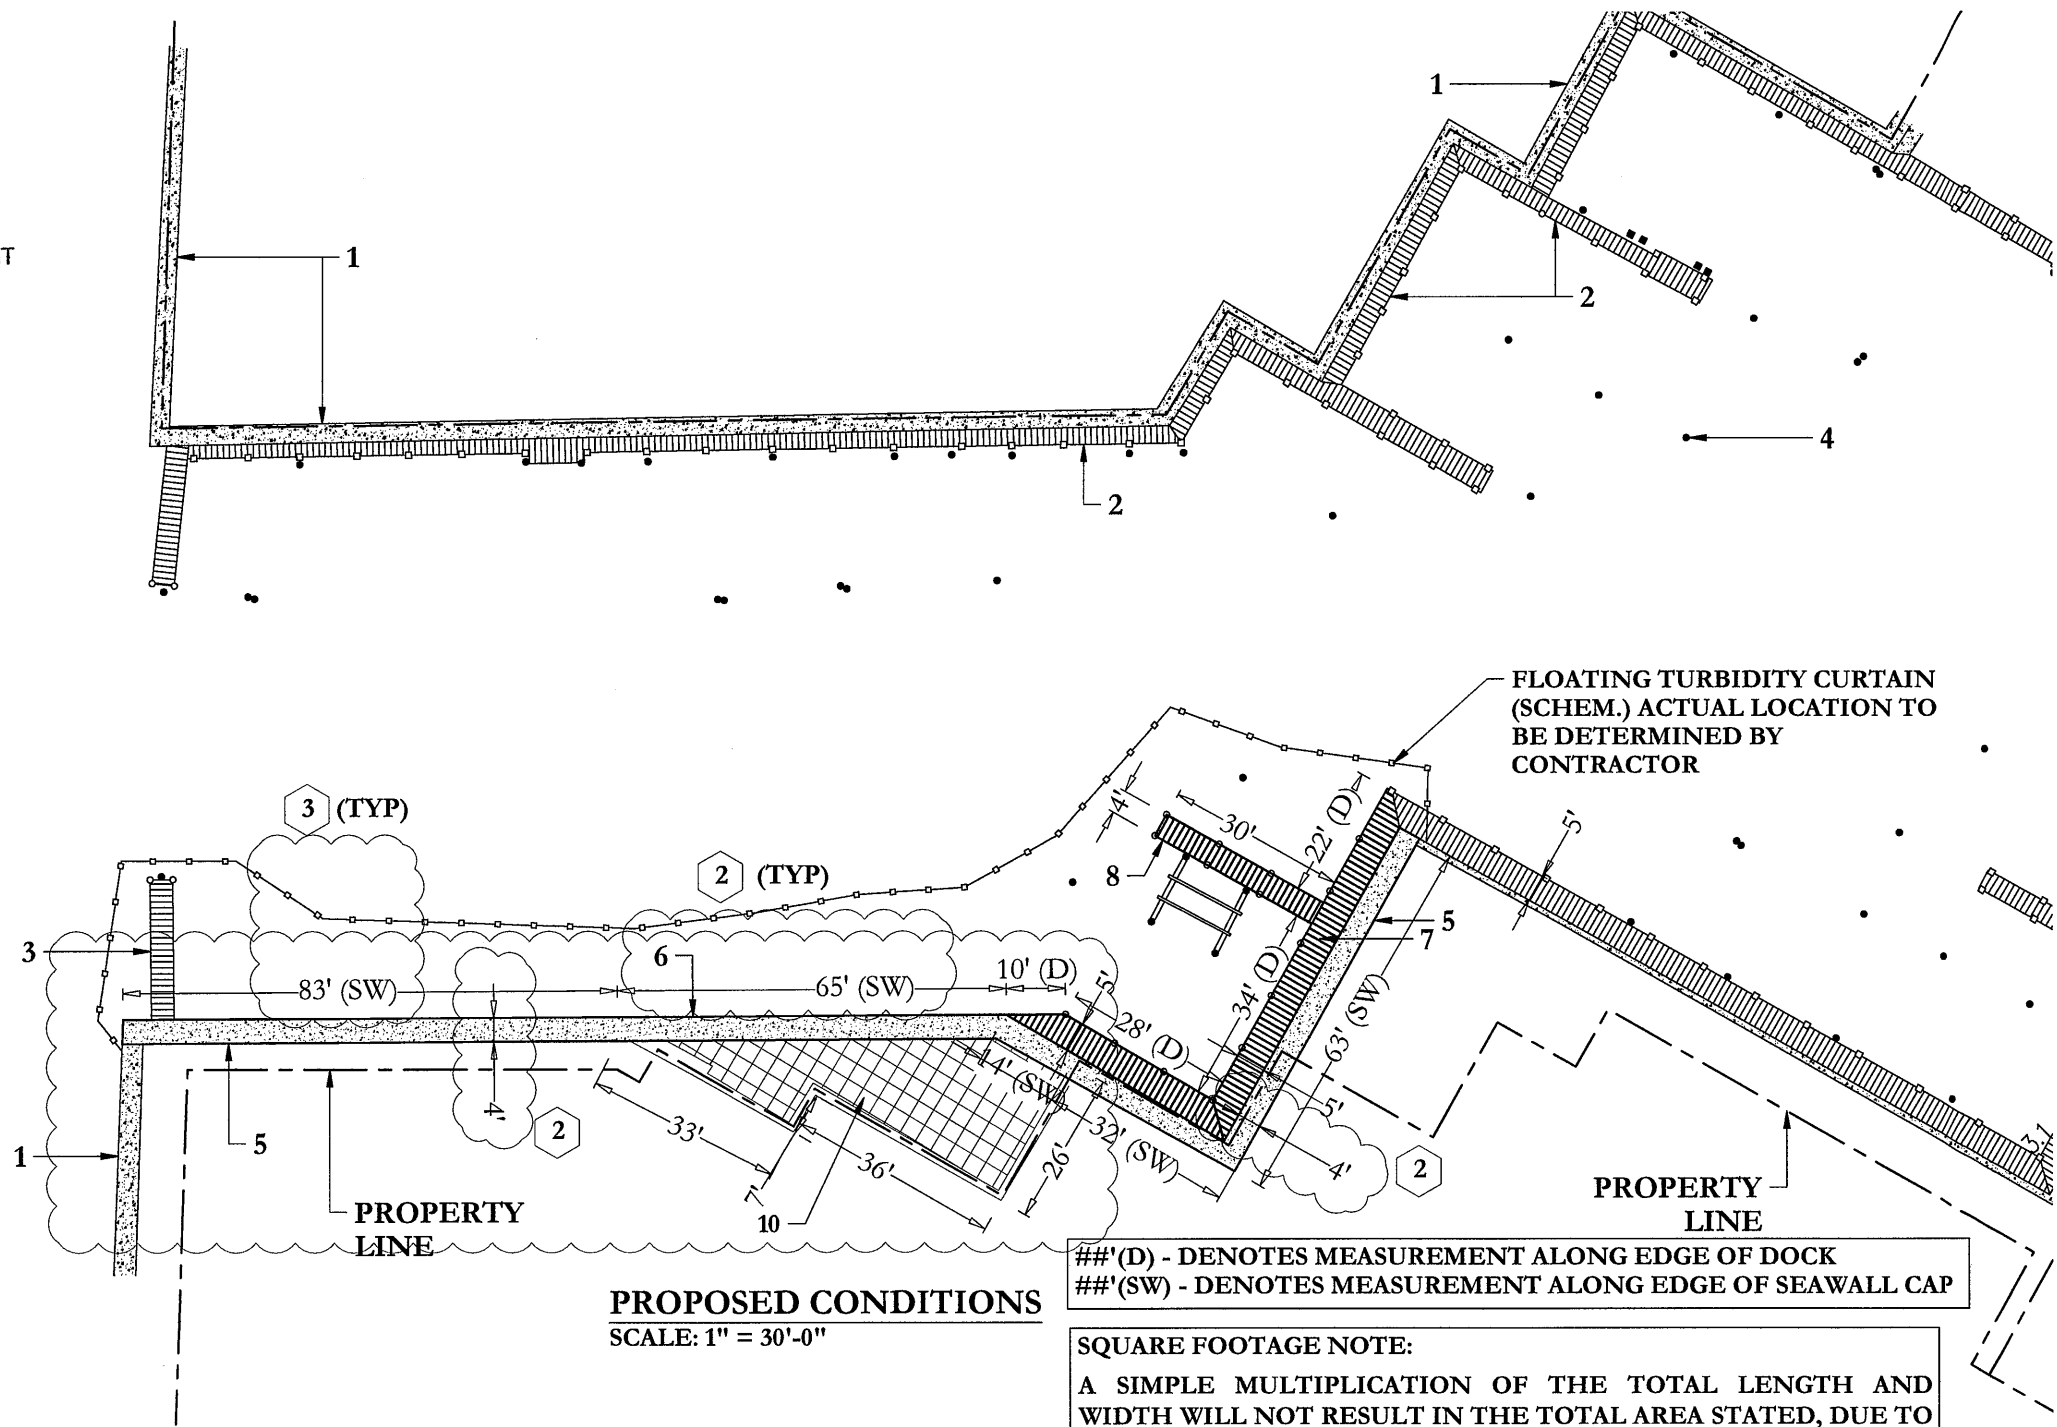 1
T
1
2
4
2
FLOATING TURBIDITY CURTAIN
(SCHEM.) ACTUAL LOCATION TO
BE DETERMINED BY
CONTRACTOR
3 (TYP)
2 (TYP)
4'
30'
22' (D)
5'
8
5
7
3
6
83' (SW)
65' (SW)
10' (D)
5'
28' (D)
34' (D)
63' (SW)
14' (SW)
4'
2
5
1
33'
36'
7'
10
26'
32' (SW)
5'
4'
2
3.1
PROPERTY
LINE
PROPERTY
LINE
##'(D) - DENOTES MEASUREMENT ALONG EDGE OF DOCK
##'(SW) - DENOTES MEASUREMENT ALONG EDGE OF SEAWALL CAP
PROPOSED CONDITIONS
SCALE: 1" = 30'-0"
SQUARE FOOTAGE NOTE:
A SIMPLE MULTIPLICATION OF THE TOTAL LENGTH AND
WIDTH WILL NOT RESULT IN THE TOTAL AREA STATED, DUE TO